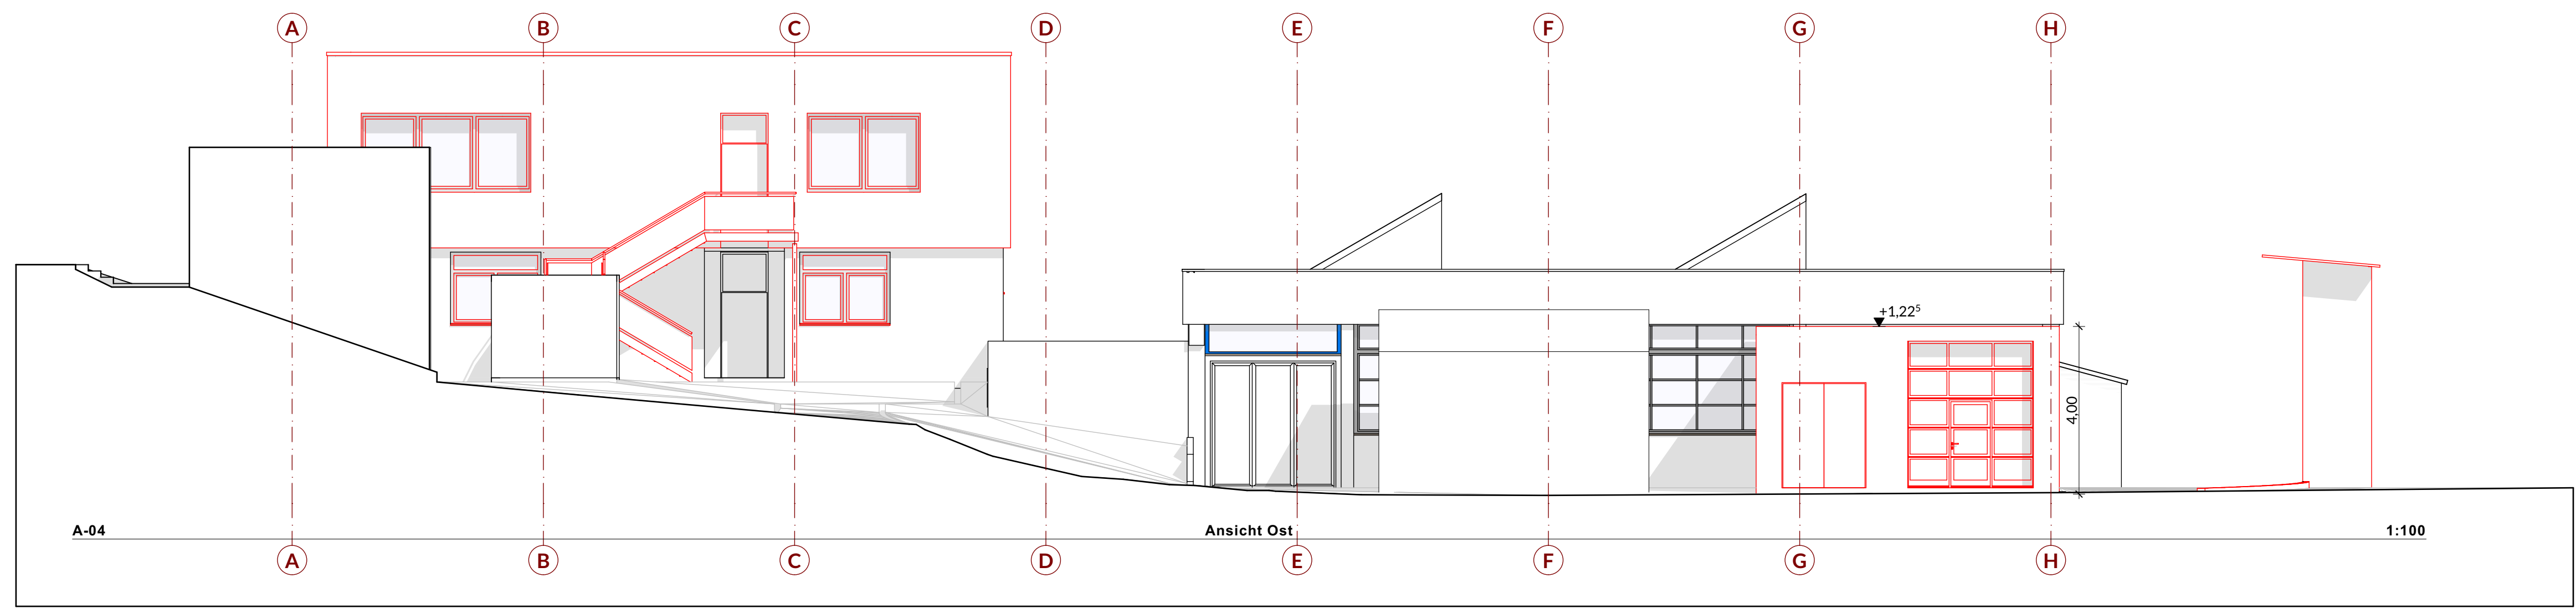 A B C D E F G H
+1,22⁵
4,00
A-04 Ansicht Ost 1:100
A B C D E F G H